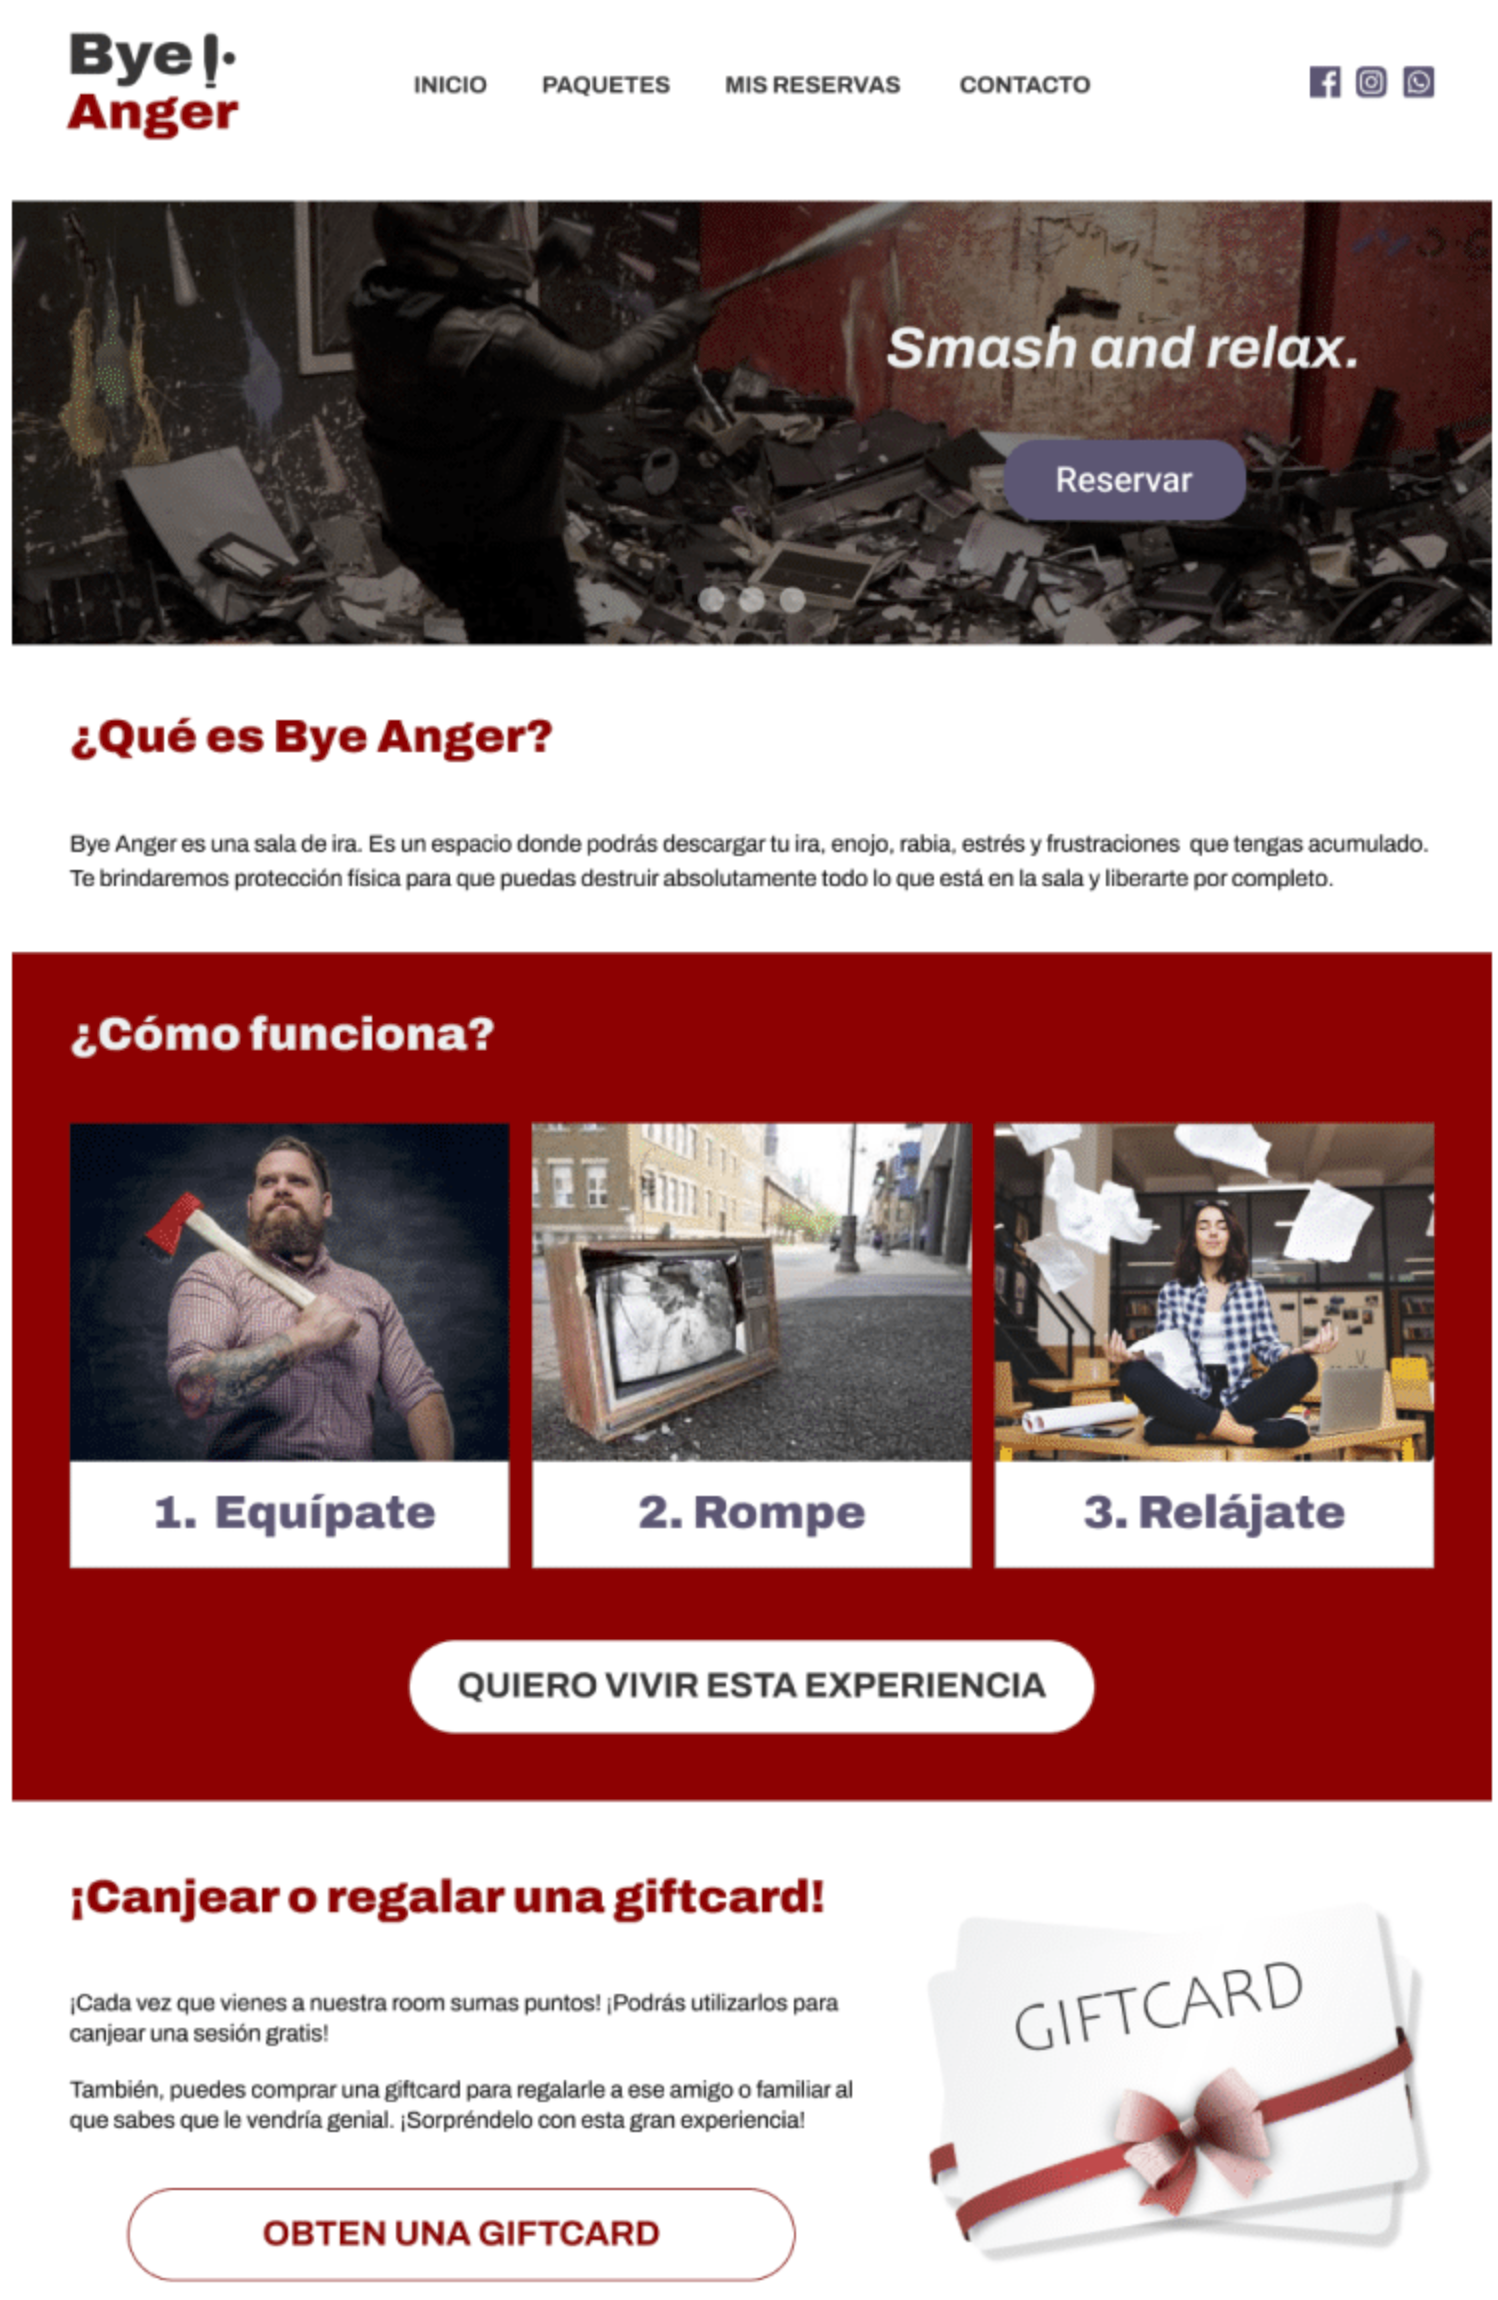 Bye!
Anger
INICIO
PAQUETES
MIS RESERVAS
CONTACTO
Smash and relax.
Reservar
¿Qué es Bye Anger?
Bye Anger es una sala de ira. Es un espacio donde podrás descargar tu ira, enojo, rabia, estrés y frustraciones que tengas acumulado.
Te brindaremos protección física para que puedas destruir absolutamente todo lo que está en la sala y liberarte por completo.
¿Cómo funciona?
1. Equípate
2. Rompe
3. Relájate
QUIERO VIVIR ESTA EXPERIENCIA
¡Canjear o regalar una giftcard!
¡Cada vez que vienes a nuestra room sumas puntos! ¡Podrás utilizarlos para
canjear una sesión gratis!
También, puedes comprar una giftcard para regalarle a ese amigo o familiar al
que sabes que le vendría genial. ¡Sorpréndelo con esta gran experiencia!
OBTEN UNA GIFTCARD
GIFTCARD